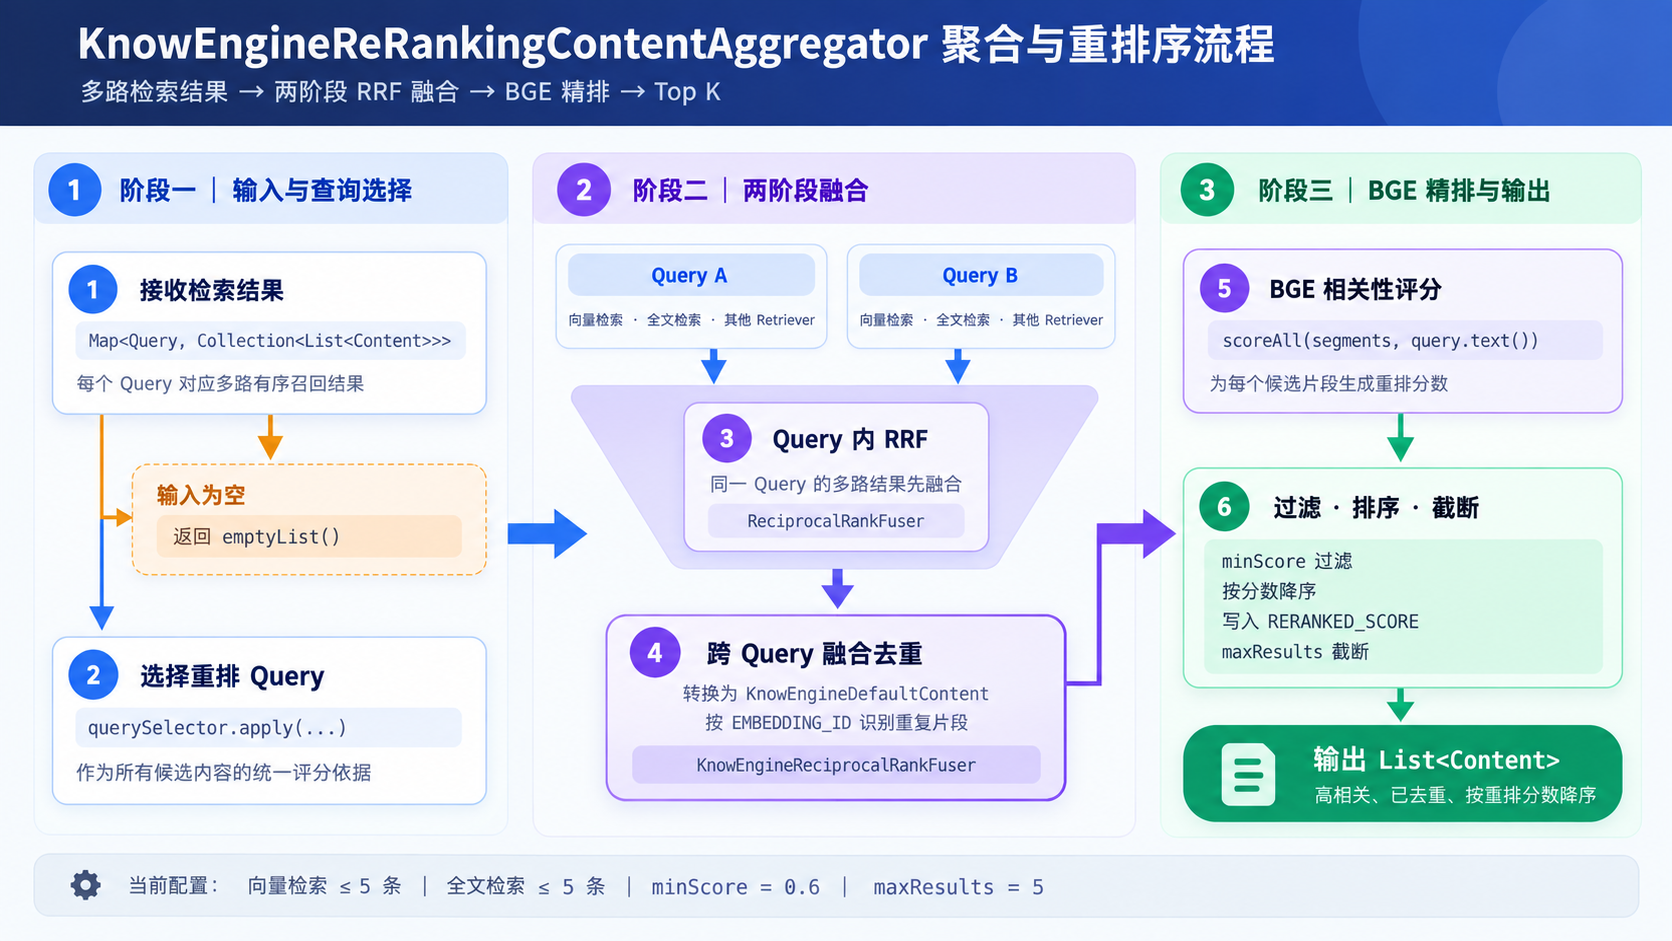 KnowEngineReRankingContentAggregator 聚合与重排序流程
多路检索结果 → 两阶段 RRF 融合 → BGE 精排 → Top K
1 阶段一 | 输入与查询选择
1 接收检索结果
Map<Query, Collection<List<Content>>>
每个 Query 对应多路有序召回结果
输入为空
返回 emptyList()
2 选择重排 Query
querySelector.apply(...)
作为所有候选内容的统一评分依据
2 阶段二 | 两阶段融合
Query A
向量检索 · 全文检索 · 其他 Retriever
Query B
向量检索 · 全文检索 · 其他 Retriever
3 Query 内 RRF
同一 Query 的多路结果先融合
ReciprocalRankFuser
4 跨 Query 融合去重
转换为 KnowEngineDefaultContent
按 EMBEDDING_ID 识别重复片段
KnowEngineReciprocalRankFuser
3 阶段三 | BGE 精排与输出
5 BGE 相关性评分
scoreAll(segments, query.text())
为每个候选片段生成重排分数
6 过滤 · 排序 · 截断
minScore 过滤
按分数降序
写入 RERANKED_SCORE
maxResults 截断
输出 List<Content>
高相关、已去重、按重排分数降序
当前配置： 向量检索 ≤ 5 条 | 全文检索 ≤ 5 条 | minScore = 0.6 | maxResults = 5